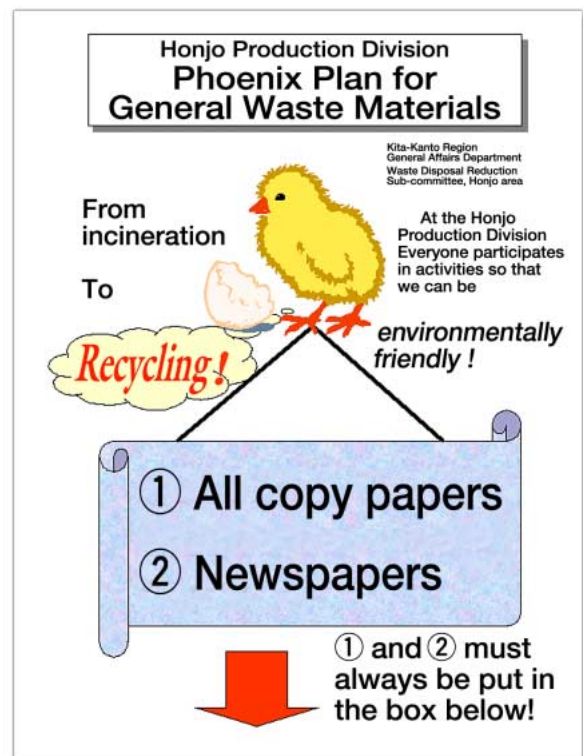 Honjo Production Division
Phoenix Plan for
General Waste Materials
Kita-Kanto Region
General Affairs Department
Waste Disposal Reduction
Sub-committee, Honjo area
From
incineration
To
Recycling!
At the Honjo
Production Division
Everyone participates
in activities so that
we can be
environmentally
friendly !
① All copy papers
② Newspapers
① and ② must
always be put in
the box below!